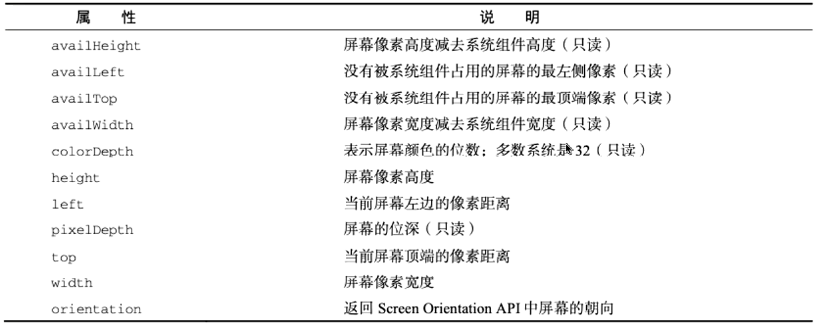 属 性 说 明
availHeight 屏幕像素高度减去系统组件高度（只读）
availLeft 没有被系统组件占用的屏幕的最左侧像素（只读）
availTop 没有被系统组件占用的屏幕的最顶端像素（只读）
availWidth 屏幕像素宽度减去系统组件宽度（只读）
colorDepth 表示屏幕颜色的位数；多数系统是 32（只读）
height 屏幕像素高度
left 当前屏幕左边的像素距离
pixelDepth 屏幕的位深（只读）
top 当前屏幕顶端的像素距离
width 屏幕像素宽度
orientation 返回 Screen Orientation API 中屏幕的朝向